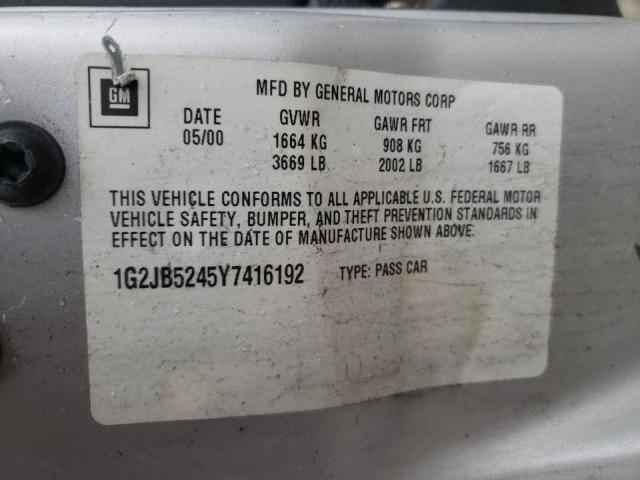 GM
MFD BY GENERAL MOTORS CORP
DATE GVWR GAWR FRT GAWR RR
05/00 1664 KG 908 KG 756 KG
3669 LB 2002 LB 1667 LB
THIS VEHICLE CONFORMS TO ALL APPLICABLE U.S. FEDERAL MOTOR
VEHICLE SAFETY, BUMPER, AND THEFT PREVENTION STANDARDS IN
EFFECT ON THE DATE OF MANUFACTURE SHOWN ABOVE.
1G2JB5245Y7416192 TYPE: PASS CAR